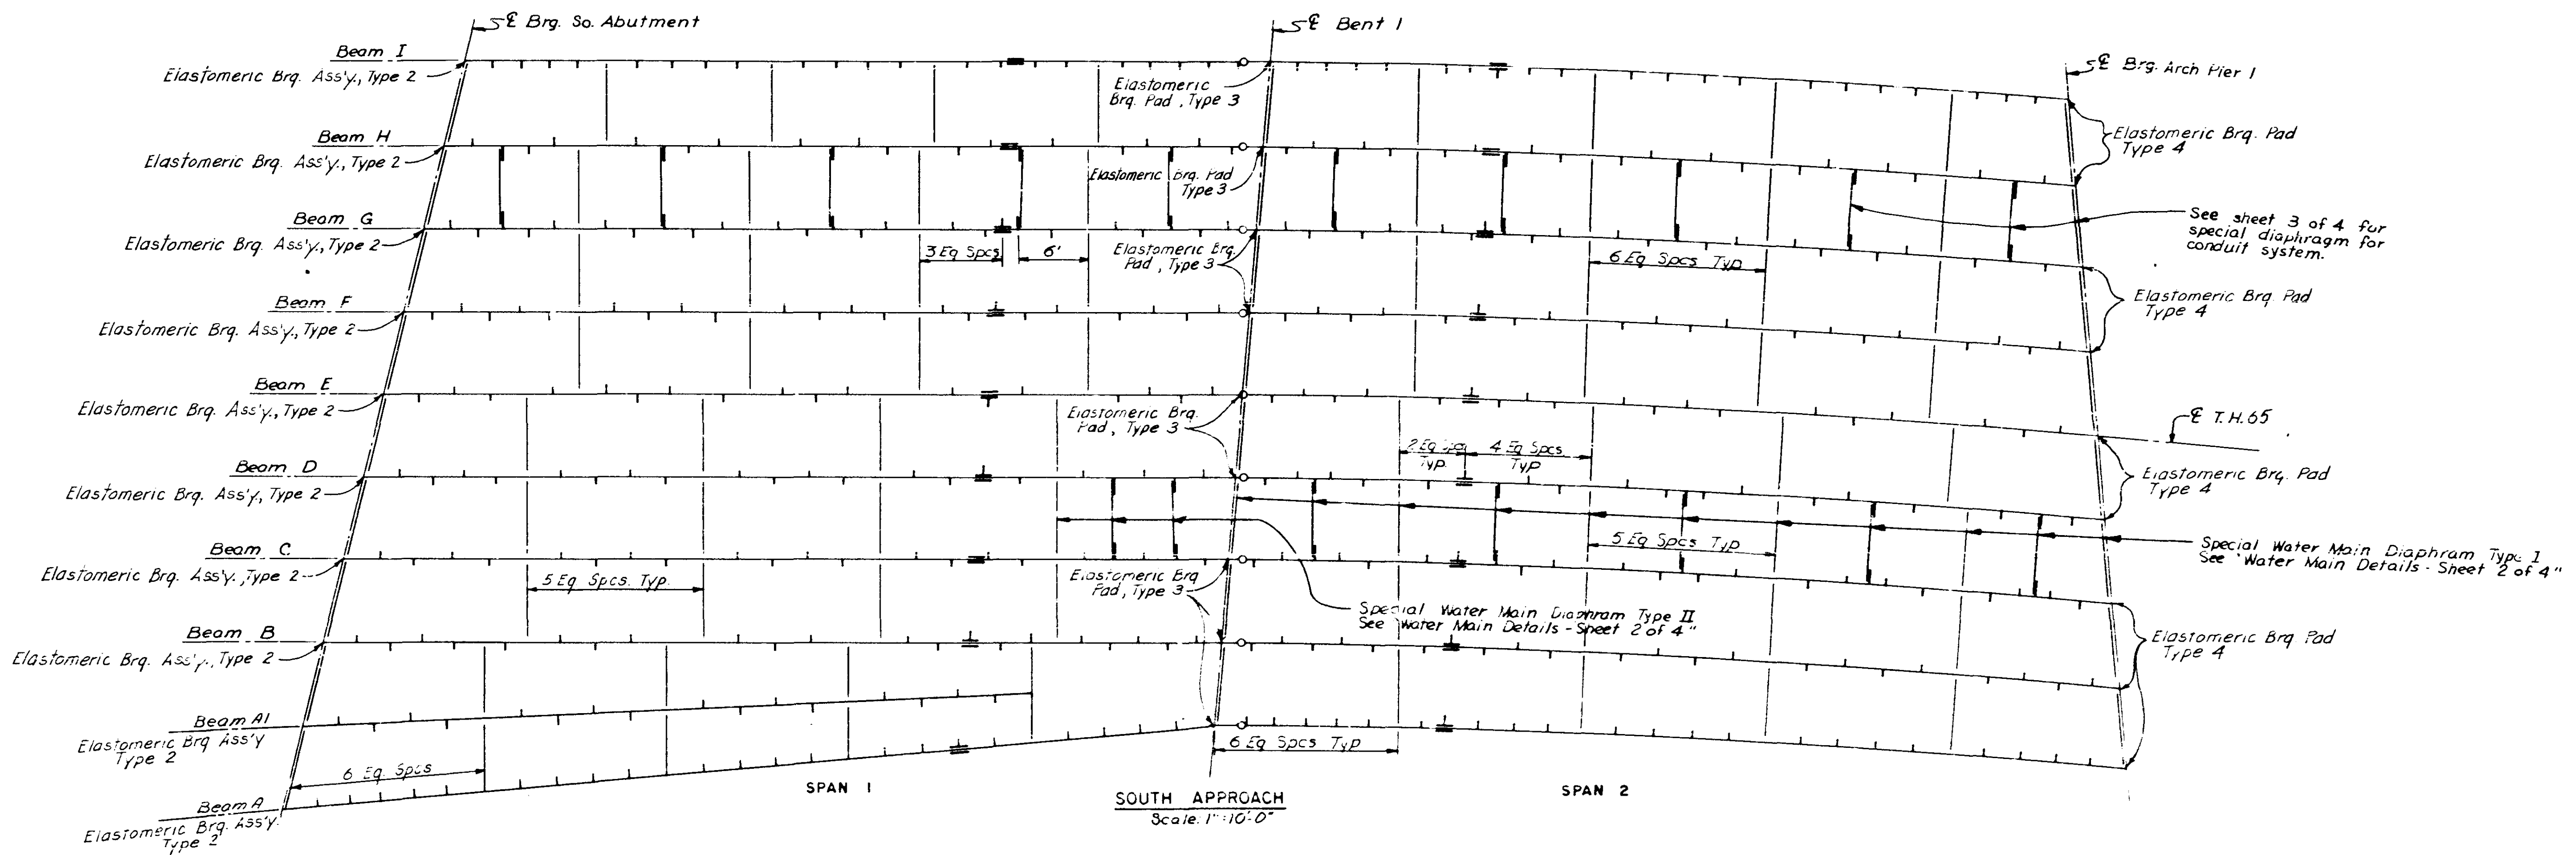 ℄ Brg. So. Abutment
℄ Bent 1
Beam I
Elastomeric Brg. Ass'y., Type 2
Elastomeric
Brg. Pad, Type 3
℄ Brg. Arch Pier 1
Beam H
Elastomeric Brg. Ass'y., Type 2
Elastomeric Brg. Pad
Type 3
Elastomeric Brg. Pad
Type 4
Beam G
Elastomeric Brg. Ass'y., Type 2
3 Eq Spcs
6'
Elastomeric Brg.
Pad, Type 3
6 Eq Spcs Typ
See sheet 3 of 4 for
special diaphragm for
conduit system.
Beam F
Elastomeric Brg. Ass'y., Type 2
Elastomeric Brg. Pad
Type 4
Beam E
Elastomeric Brg. Ass'y., Type 2
Elastomeric Brg.
Pad, Type 3
℄ T.H. 65
2 Eq Spcs
Typ.
4 Eq Spcs
Typ
Beam D
Elastomeric Brg. Ass'y., Type 2
Elastomeric Brg. Pad
Type 4
Beam C
Elastomeric Brg. Ass'y., Type 2
5 Eq Spcs. Typ.
Elastomeric Brg
Pad, Type 3
5 Eq Spcs Typ
Special Water Main Diaphram Type I
See "Water Main Details - Sheet 2 of 4"
Special Water Main Diaphram Type II
See "Water Main Details - Sheet 2 of 4"
Beam B
Elastomeric Brg. Ass'y., Type 2
Elastomeric Brg Pad
Type 4
Beam A1
Elastomeric Brg Ass'y
Type 2
6 Eq. Spcs
6 Eq Spcs Typ
Beam A
Elastomeric Brg. Ass'y.
Type 2
SPAN 1
SOUTH APPROACH
Scale: 1"=10'-0"
SPAN 2